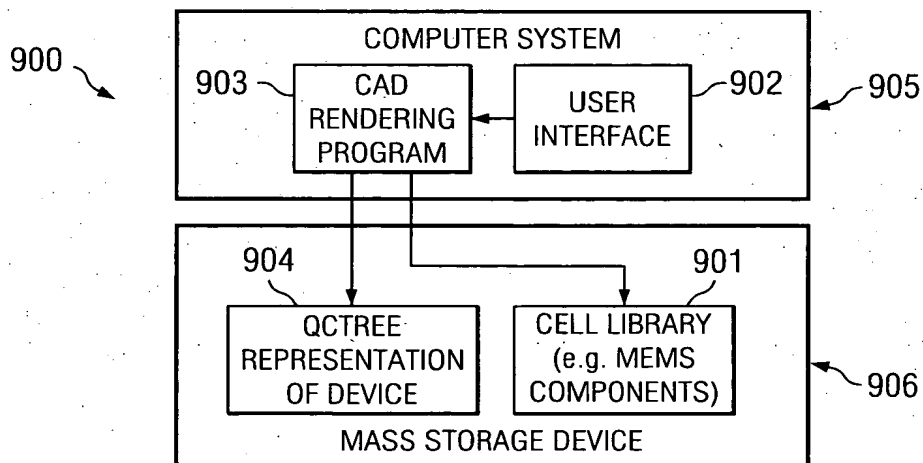 COMPUTER SYSTEM
900
903
CAD
RENDERING
PROGRAM
USER
INTERFACE
902
905
904
QCTREE
REPRESENTATION
OF DEVICE
901
CELL LIBRARY
(e.g. MEMS
COMPONENTS)
906
MASS STORAGE DEVICE